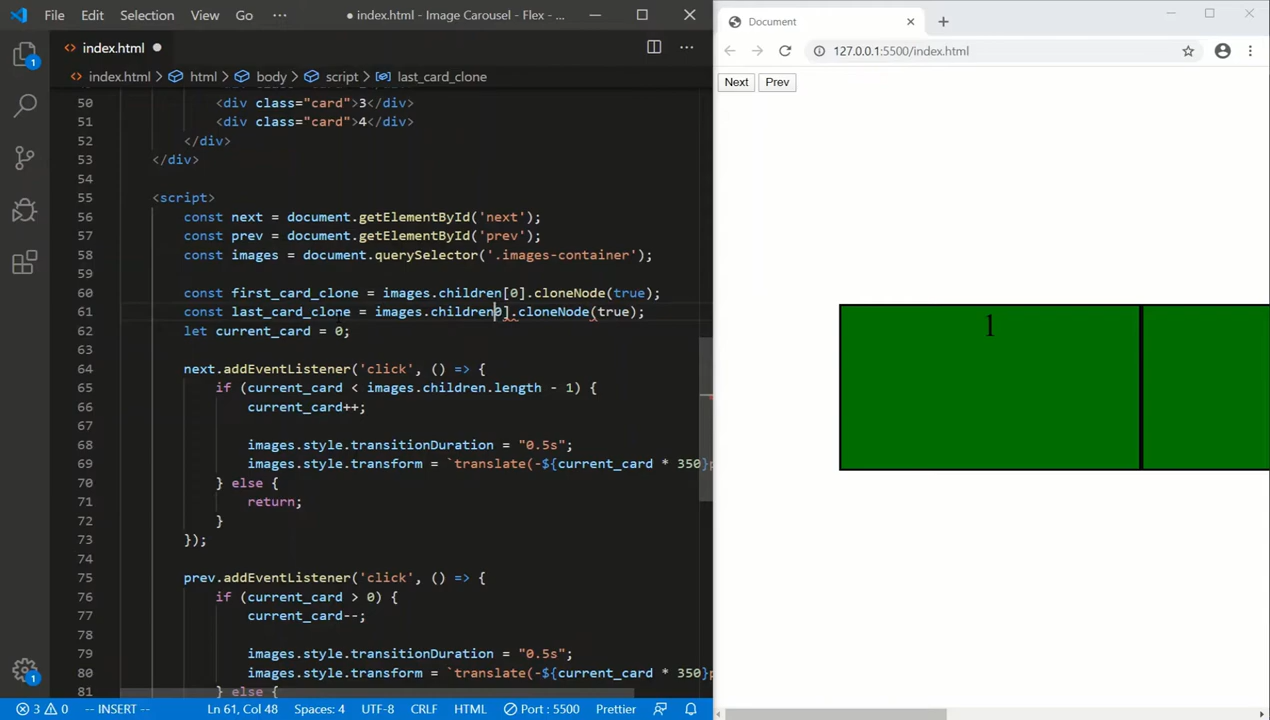 File Edit Selection View Go ··· ● index.html - Image Carousel - Flex - ...
index.html ●
index.html > html > body > script > last_card_clone
50 <div class="card">3</div>
51 <div class="card">4</div>
52 </div>
53 </div>
54
55 <script>
56 const next = document.getElementById('next');
57 const prev = document.getElementById('prev');
58 const images = document.querySelector('.images-container');
59
60 const first_card_clone = images.children[0].cloneNode(true);
61 const last_card_clone = images.children0].cloneNode(true);
62 let current_card = 0;
63
64 next.addEventListener('click', () => {
65 if (current_card < images.children.length - 1) {
66 current_card++;
67
68 images.style.transitionDuration = "0.5s";
69 images.style.transform = `translate(-${current_card * 350}p
70 } else {
71 return;
72 }
73 });
74
75 prev.addEventListener('click', () => {
76 if (current_card > 0) {
77 current_card--;
78
79 images.style.transitionDuration = "0.5s";
80 images.style.transform = `translate(-${current_card * 350}p
81 } else {
1
1
3 0 -- INSERT -- Ln 61, Col 48 Spaces: 4 UTF-8 CRLF HTML Port : 5500 Prettier
Document
127.0.0.1:5500/index.html
Next Prev
1